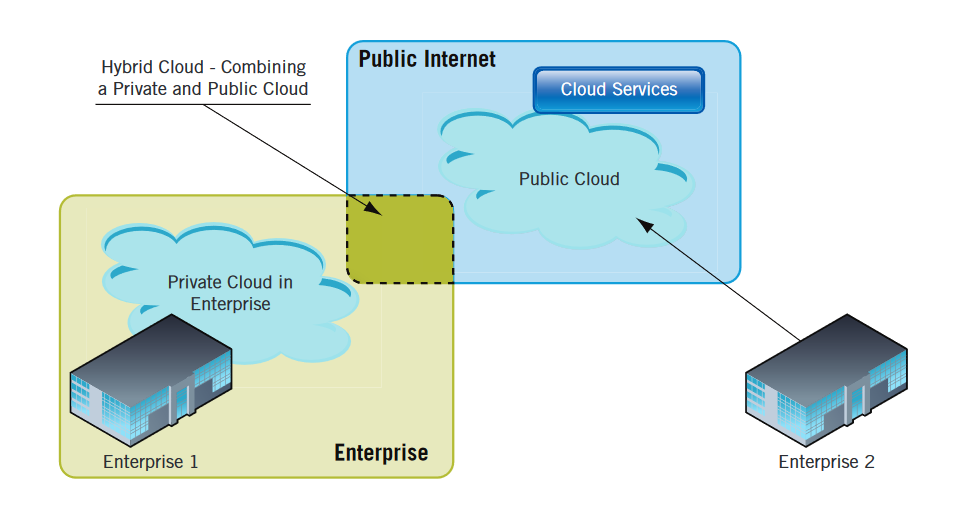 Hybrid Cloud - Combining
a Private and Public Cloud
Public Internet
Cloud Services
Public Cloud
Private Cloud in
Enterprise
Enterprise
Enterprise 1
Enterprise 2